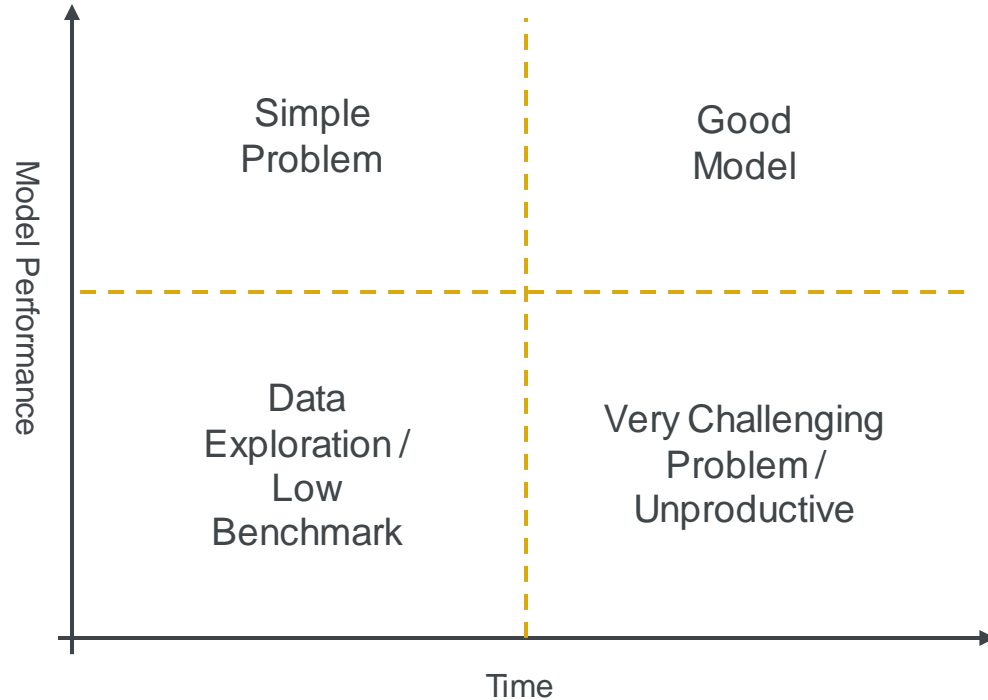 Simple
Problem
Good
Model
Model Performance
Data
Exploration /
Low
Benchmark
Very Challenging
Problem /
Unproductive
Time